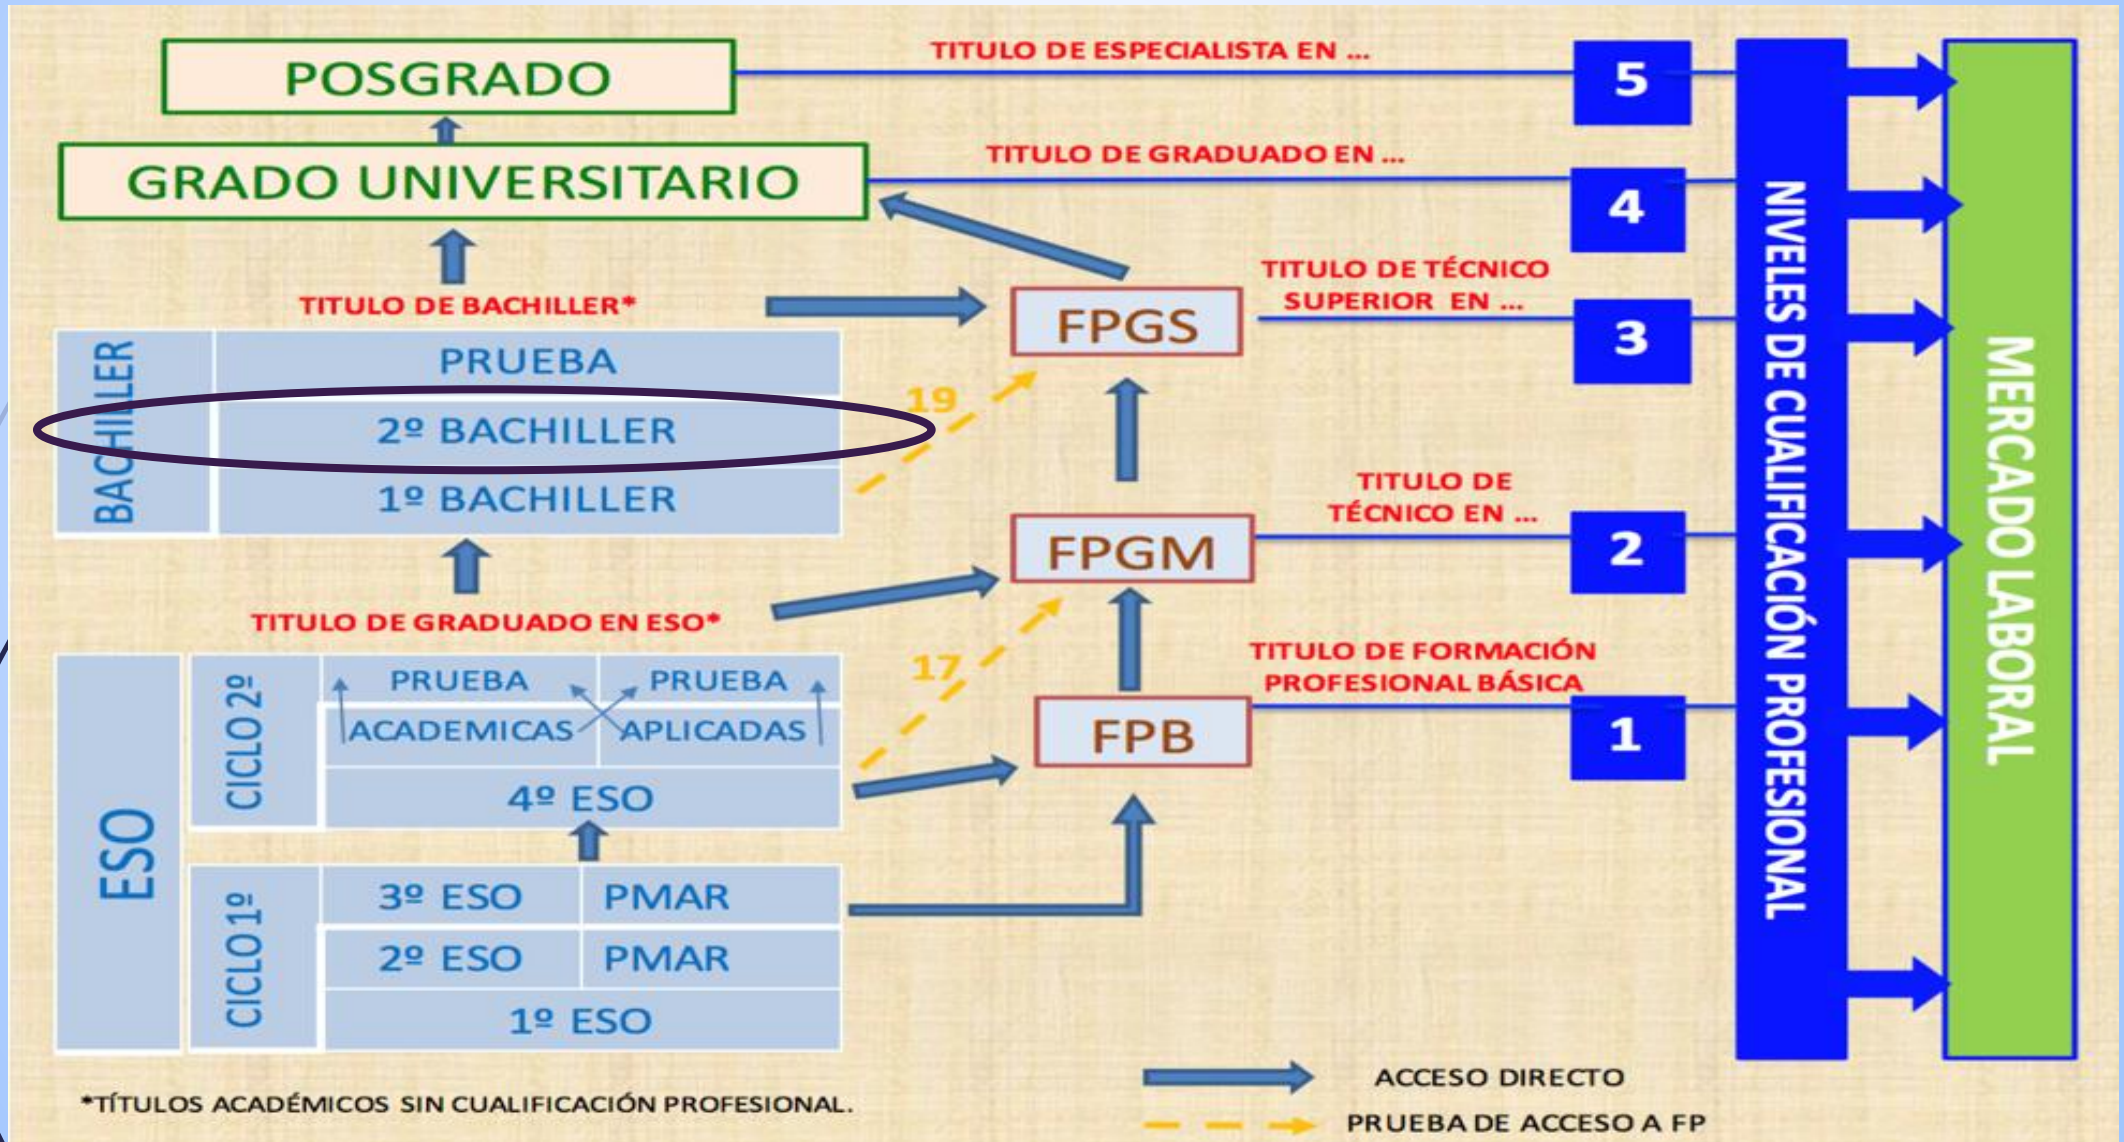 POSGRADO
TITULO DE ESPECIALISTA EN ...
5
GRADO UNIVERSITARIO
TITULO DE GRADUADO EN ...
4
TITULO DE BACHILLER*
FPGS
TITULO DE TÉCNICO
SUPERIOR EN ...
3
BACHILLER
PRUEBA
2º BACHILLER
1º BACHILLER
19
FPGM
TITULO DE
TÉCNICO EN ...
2
TITULO DE GRADUADO EN ESO*
17
FPB
TITULO DE FORMACIÓN
PROFESIONAL BÁSICA
1
ESO
CICLO 2º
PRUEBA
PRUEBA
ACADEMICAS
APLICADAS
4º ESO
CICLO 1º
3º ESO
PMAR
2º ESO
PMAR
1º ESO
NIVELES DE CUALIFICACIÓN PROFESIONAL
MERCADO LABORAL
ACCESO DIRECTO
*TÍTULOS ACADÉMICOS SIN CUALIFICACIÓN PROFESIONAL.
PRUEBA DE ACCESO A FP